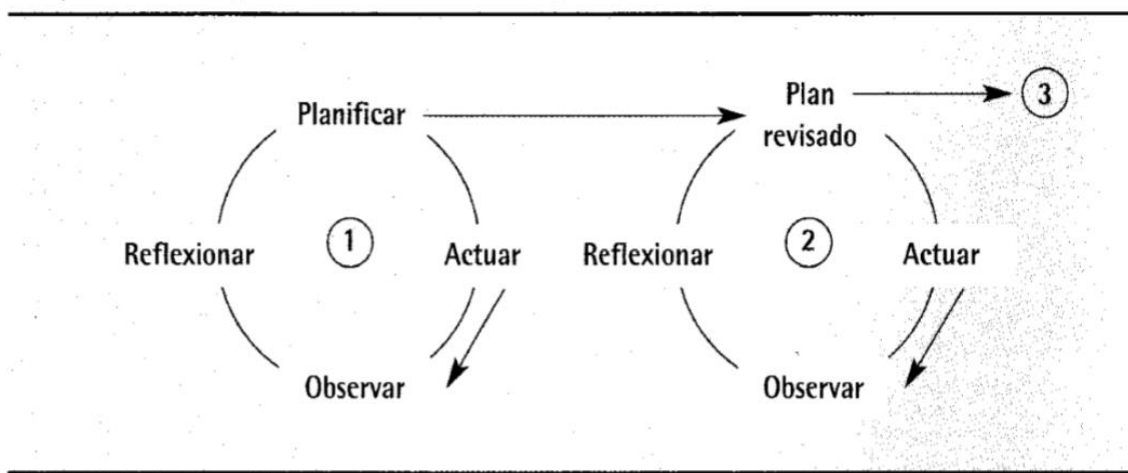 Planificar
Plan
revisado
3
Reflexionar
1
Actuar
Reflexionar
2
Actuar
Observar
Observar